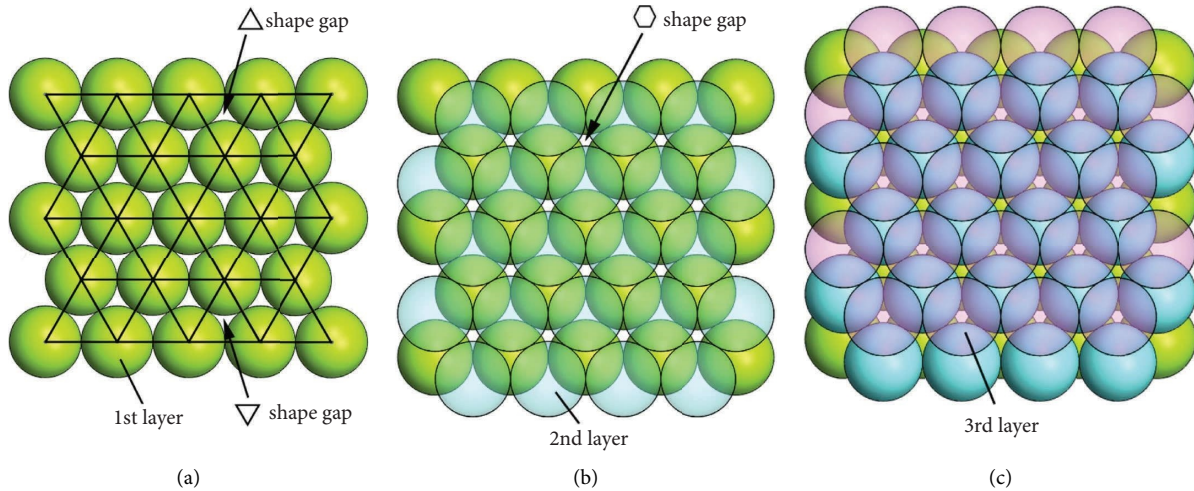 shape gap
shape gap
1st layer
shape gap
2nd layer
3rd layer
(a)
(b)
(c)